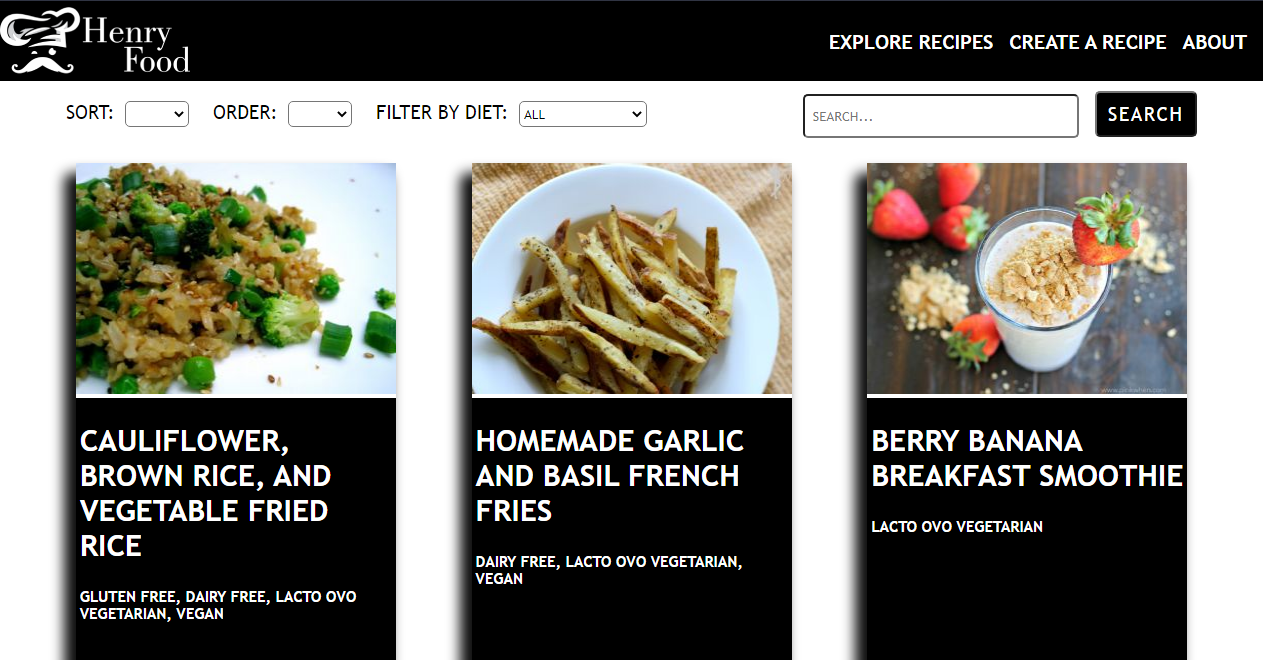 Henry
Food
EXPLORE RECIPES CREATE A RECIPE ABOUT
SORT: ORDER: FILTER BY DIET: ALL SEARCH... SEARCH
CAULIFLOWER,
BROWN RICE, AND
VEGETABLE FRIED
RICE
GLUTEN FREE, DAIRY FREE, LACTO OVO
VEGETARIAN, VEGAN
HOMEMADE GARLIC
AND BASIL FRENCH
FRIES
DAIRY FREE, LACTO OVO VEGETARIAN,
VEGAN
BERRY BANANA
BREAKFAST SMOOTHIE
LACTO OVO VEGETARIAN